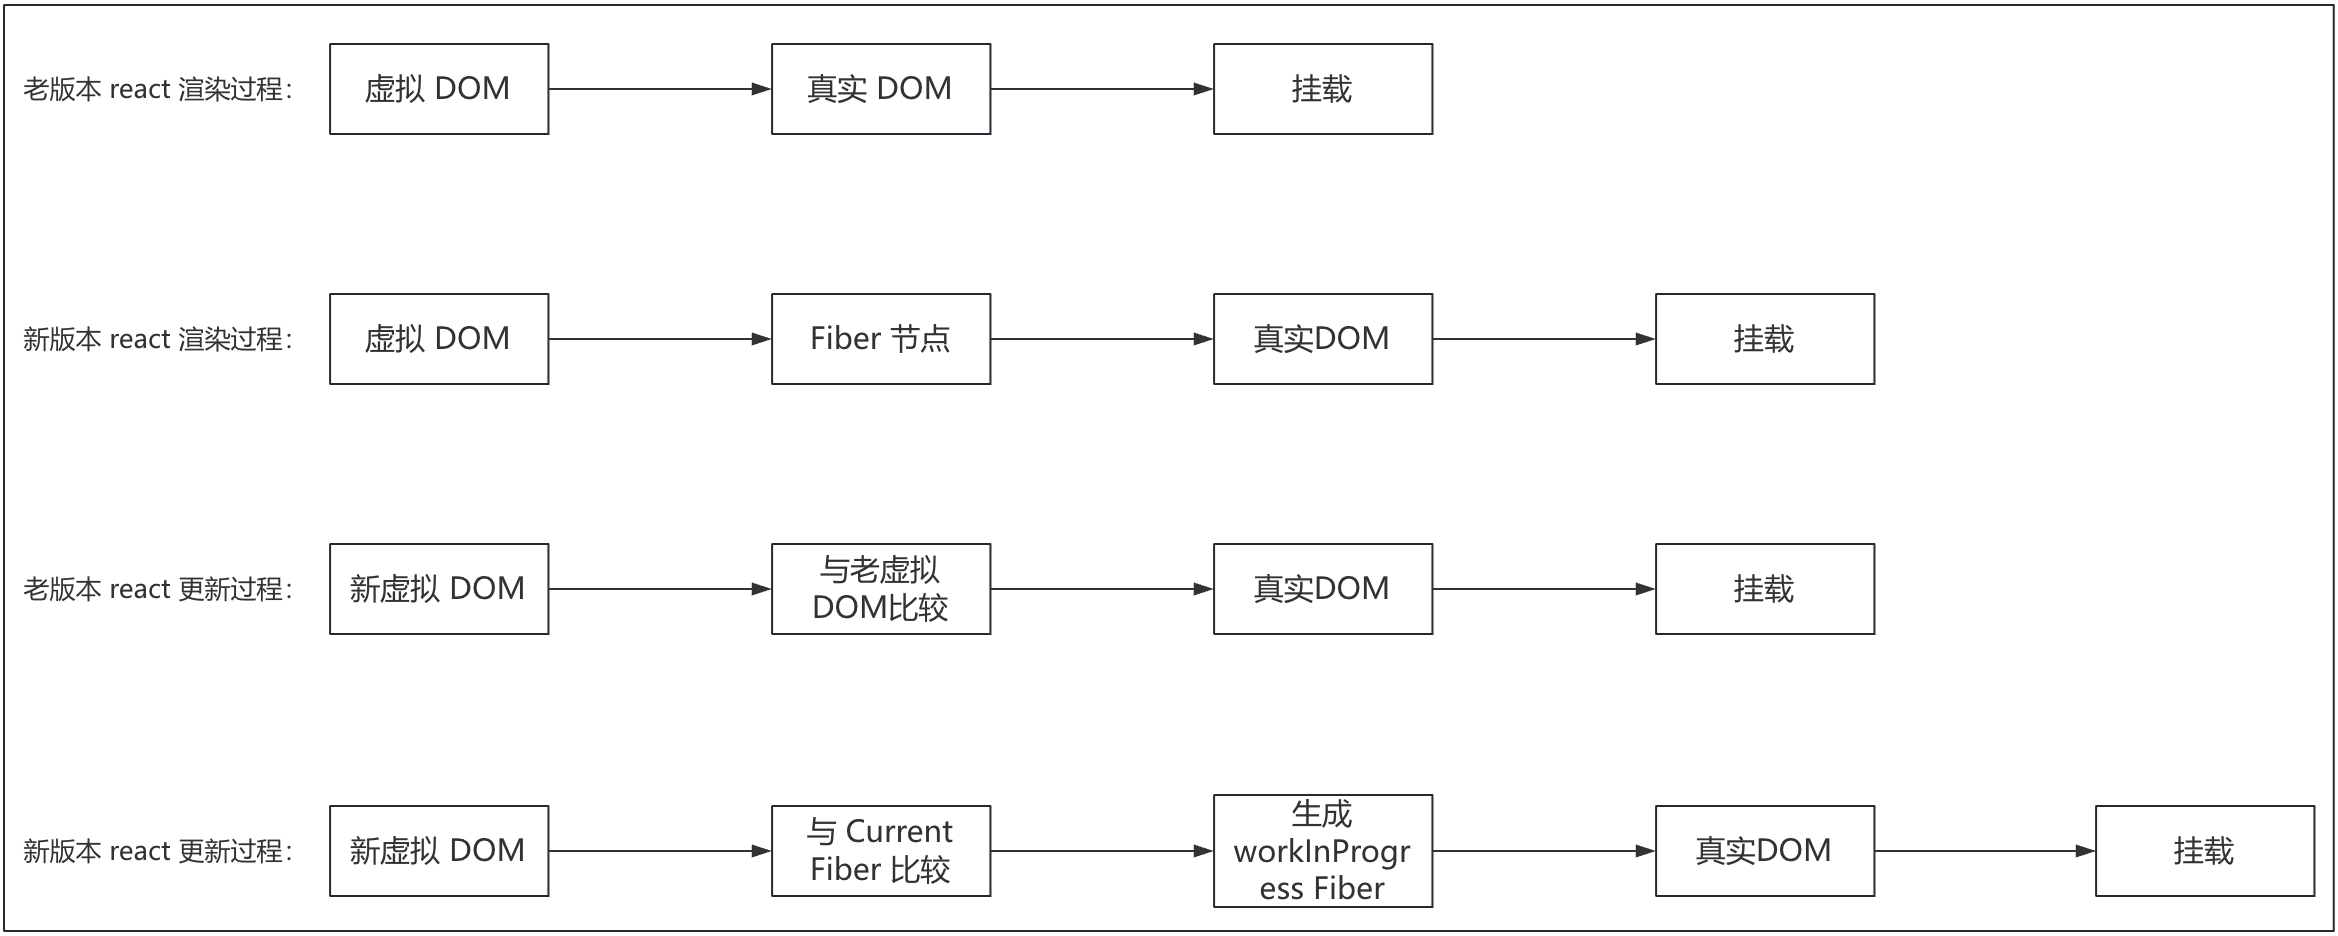 老版本 react 渲染过程：
虚拟 DOM
真实 DOM
挂载
新版本 react 渲染过程：
虚拟 DOM
Fiber 节点
真实DOM
挂载
老版本 react 更新过程：
新虚拟 DOM
与老虚拟
DOM比较
真实DOM
挂载
新版本 react 更新过程：
新虚拟 DOM
与 Current
Fiber 比较
生成
workInProgr
ess Fiber
真实DOM
挂载